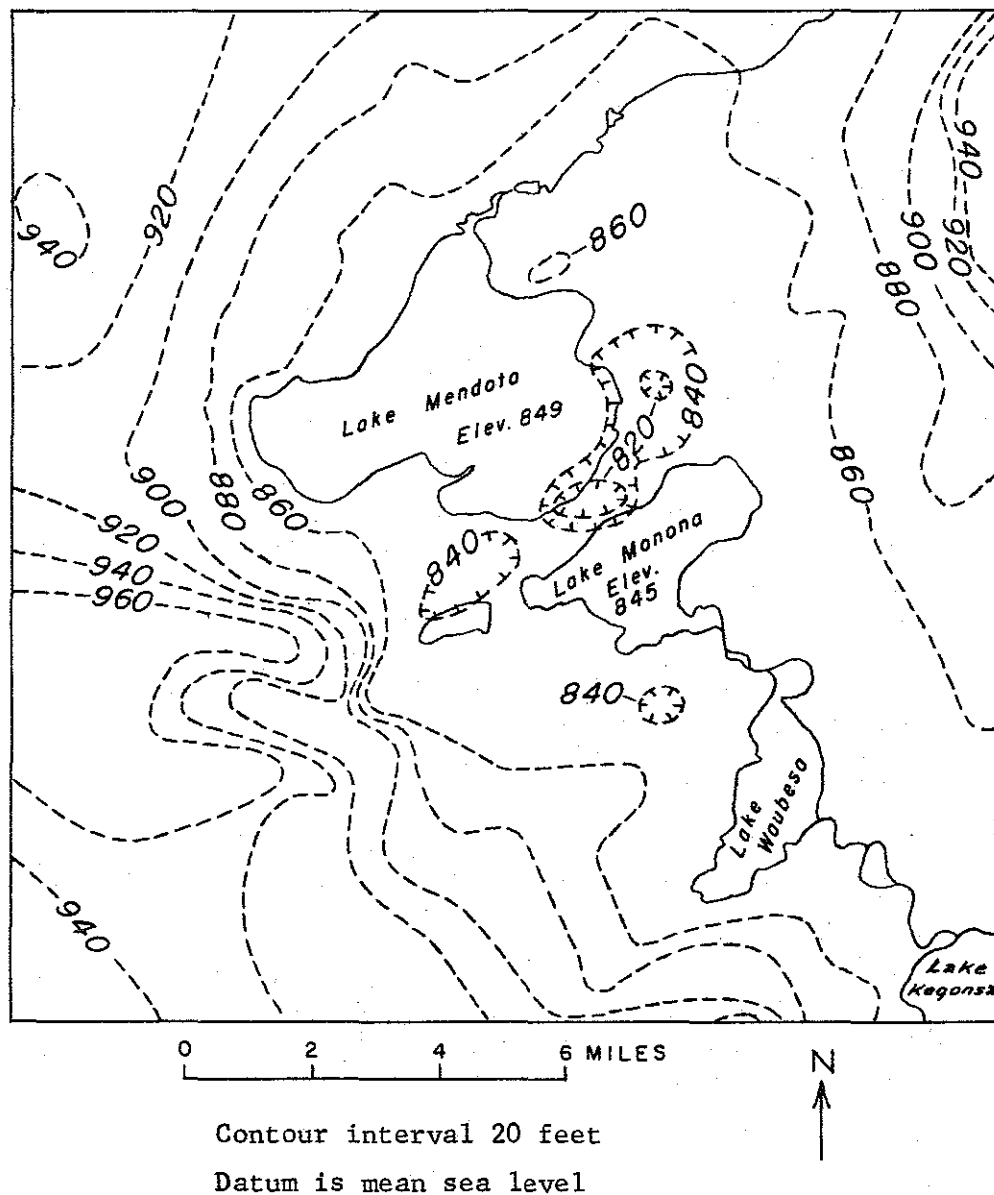 940
920
900
920
940
880
860
Lake Mendota
Elev. 849
840
820
860
900
880
860
920
940
960
840
Lake Monona
Elev.
845
840
Lake
Waubesa
940
Lake
Kegonsa
0 2 4 6 MILES
N
Contour interval 20 feet
Datum is mean sea level